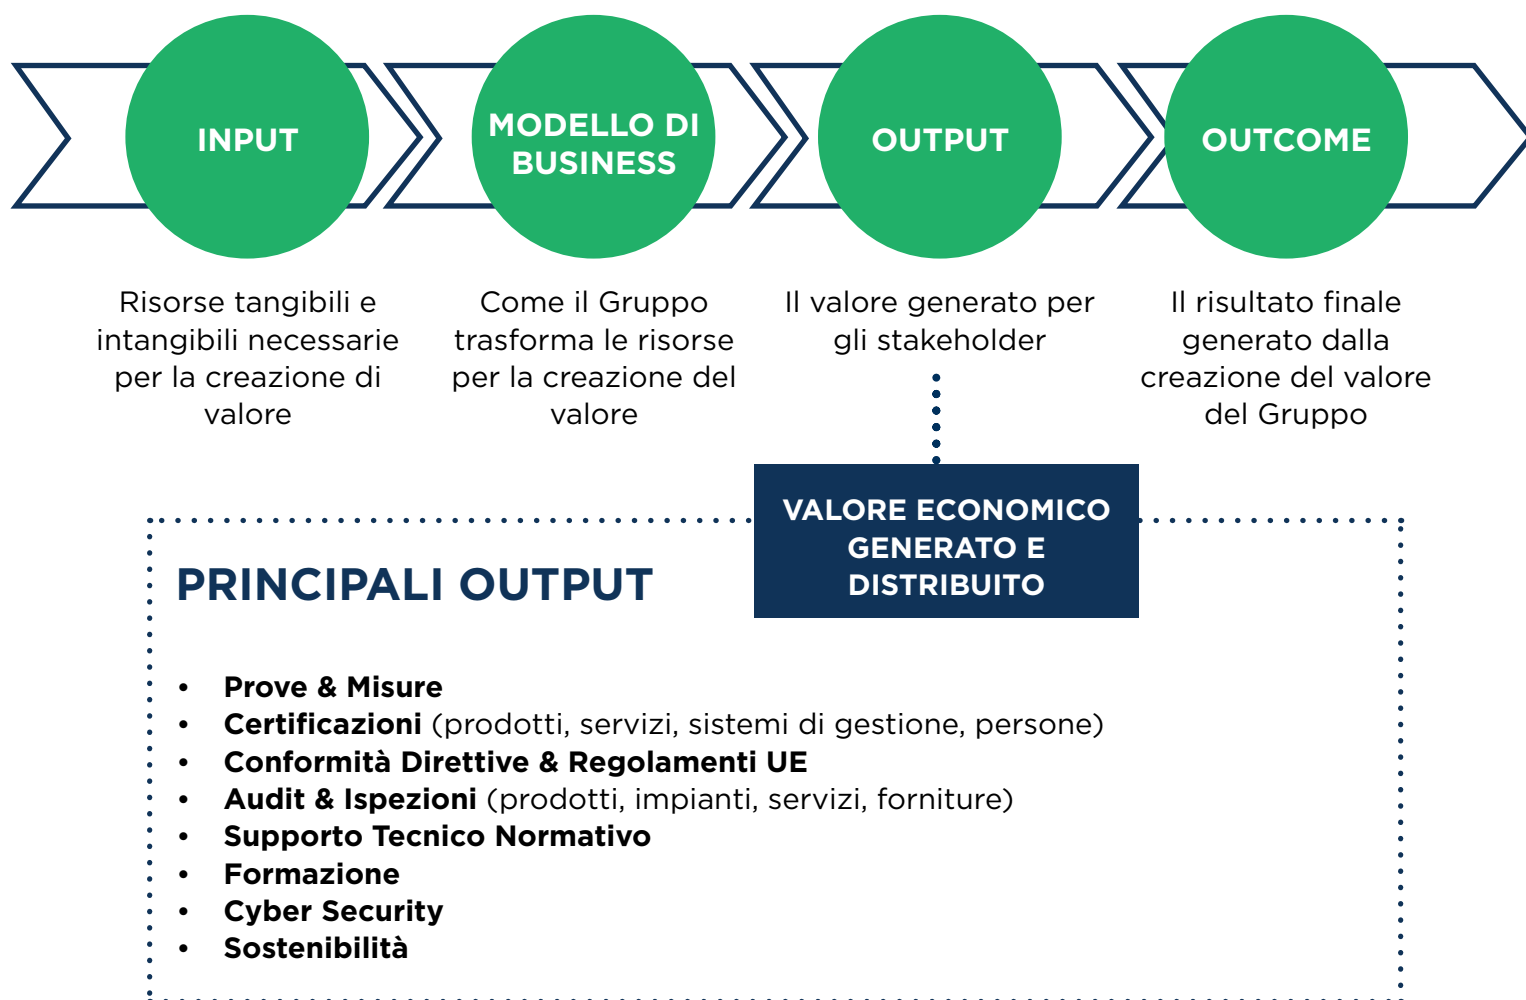 INPUT
MODELLO DI
BUSINESS
OUTPUT
OUTCOME
Risorse tangibili e
intangibili necessarie
per la creazione di
valore
Come il Gruppo
trasforma le risorse
per la creazione del
valore
Il valore generato per
gli stakeholder
Il risultato finale
generato dalla
creazione del valore
del Gruppo
VALORE ECONOMICO
GENERATO E
DISTRIBUITO
PRINCIPALI OUTPUT
• Prove & Misure
• Certificazioni (prodotti, servizi, sistemi di gestione, persone)
• Conformità Direttive & Regolamenti UE
• Audit & Ispezioni (prodotti, impianti, servizi, forniture)
• Supporto Tecnico Normativo
• Formazione
• Cyber Security
• Sostenibilità